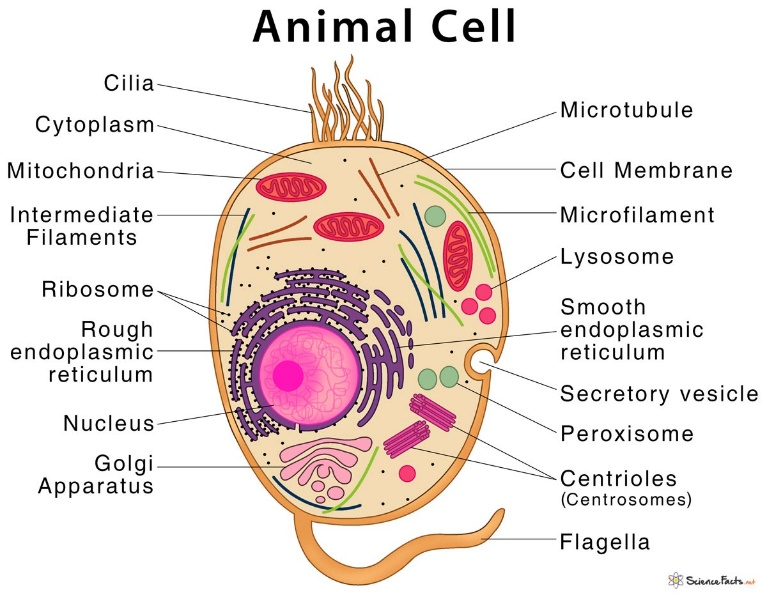 Animal Cell
Cilia
Cytoplasm
Mitochondria
Intermediate
Filaments
Ribosome
Rough
endoplasmic
reticulum
Nucleus
Golgi
Apparatus
Microtubule
Cell Membrane
Microfilament
Lysosome
Smooth
endoplasmic
reticulum
Secretory vesicle
Peroxisome
Centrioles
(Centrosomes)
Flagella
ScienceFacts.net